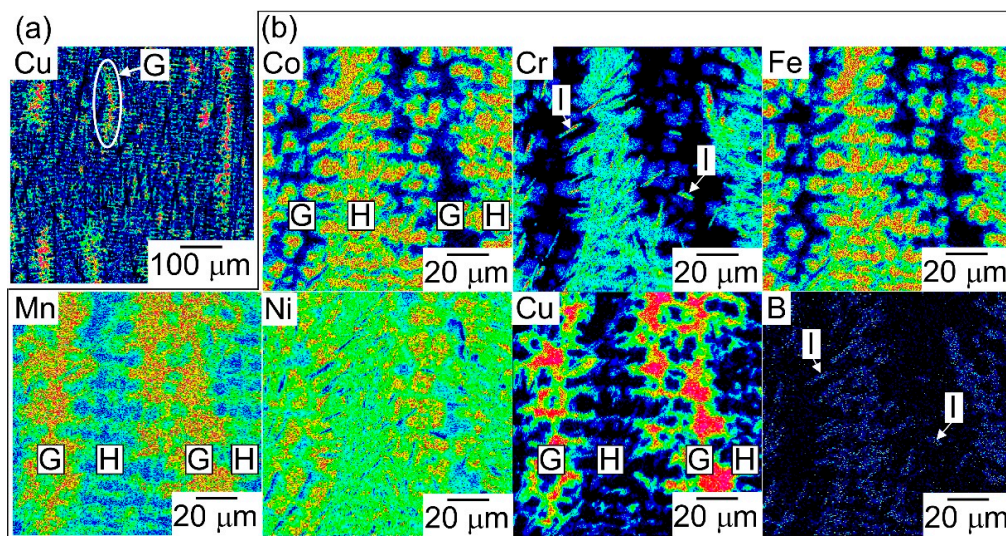 (a)
Cu
G
100 μm
(b)
Co
G H G H
20 μm
Cr
I
I
20 μm
Fe
20 μm
Mn
G H G H
20 μm
Ni
20 μm
Cu
G H G H
20 μm
B
I
I
20 μm